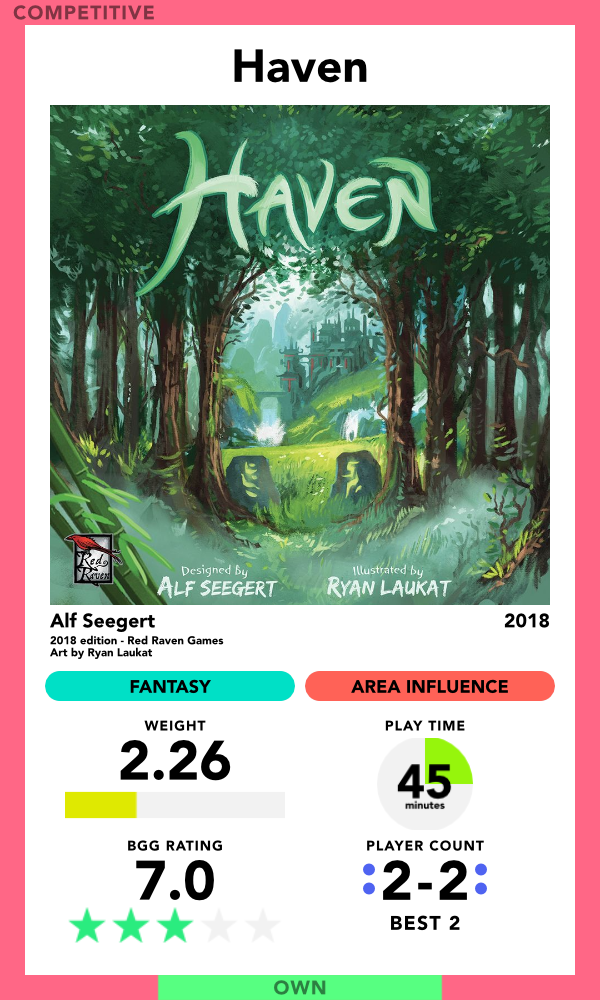 COMPETITIVE
Haven
HAVEN
Red
Raven
Designed by
ALF SEEGERT
Illustrated by
RYAN LAUKAT
Alf Seegert
2018
2018 edition - Red Raven Games
Art by Ryan Laukat
FANTASY
AREA INFLUENCE
WEIGHT
2.26
PLAY TIME
45
minutes
BGG RATING
7.0
PLAYER COUNT
2-2
BEST 2
OWN